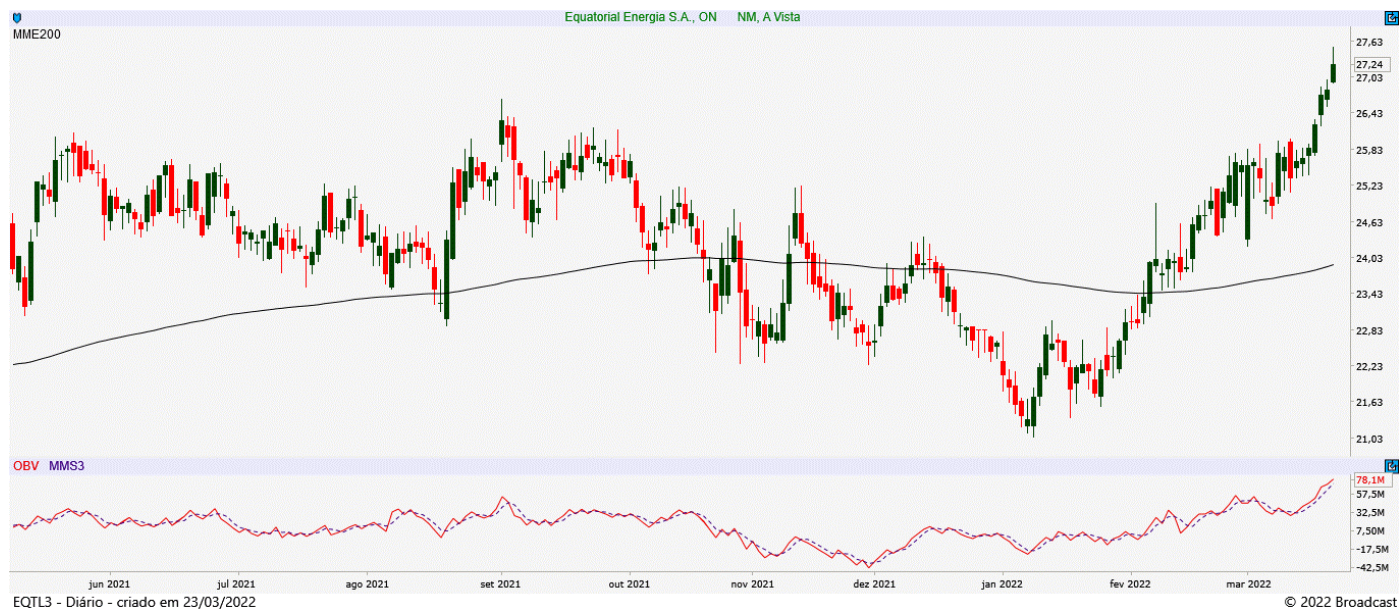 Equatorial Energia S.A., ON NM, A Vista
MME200
27,63
27,24
27,03
26,43
25,83
25,23
24,63
24,03
23,43
22,83
22,23
21,63
21,03
OBV MMS3
78,1M
57,5M
32,5M
7,50M
-17,5M
-42,5M
jun 2021 jul 2021 ago 2021 set 2021 out 2021 nov 2021 dez 2021 jan 2022 fev 2022 mar 2022
EQTL3 - Diário - criado em 23/03/2022 © 2022 Broadcast